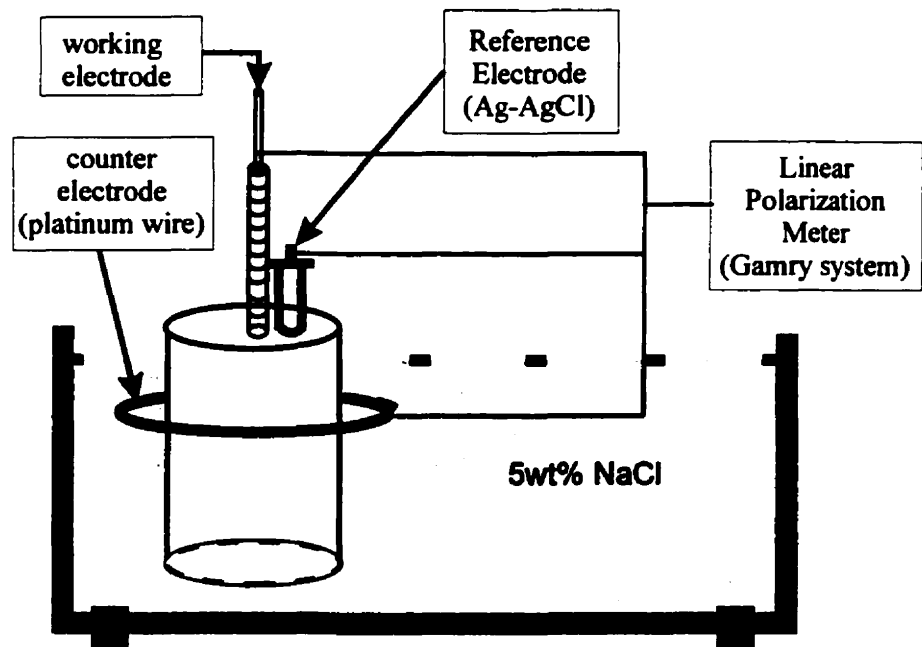 working
electrode
Reference
Electrode
(Ag-AgCl)
counter
electrode
(platinum wire)
Linear
Polarization
Meter
(Gamry system)
5wt% NaCl